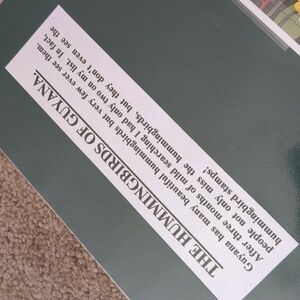 THE HUMMINGBIRDS OF GUYANA.
Guyana has many beautiful hummingbirds but very few ever see them.
After three months of mild searching I had only two on my list. In fact,
people not only miss the hummingbirds, but they don't even see the
hummingbird stamps!